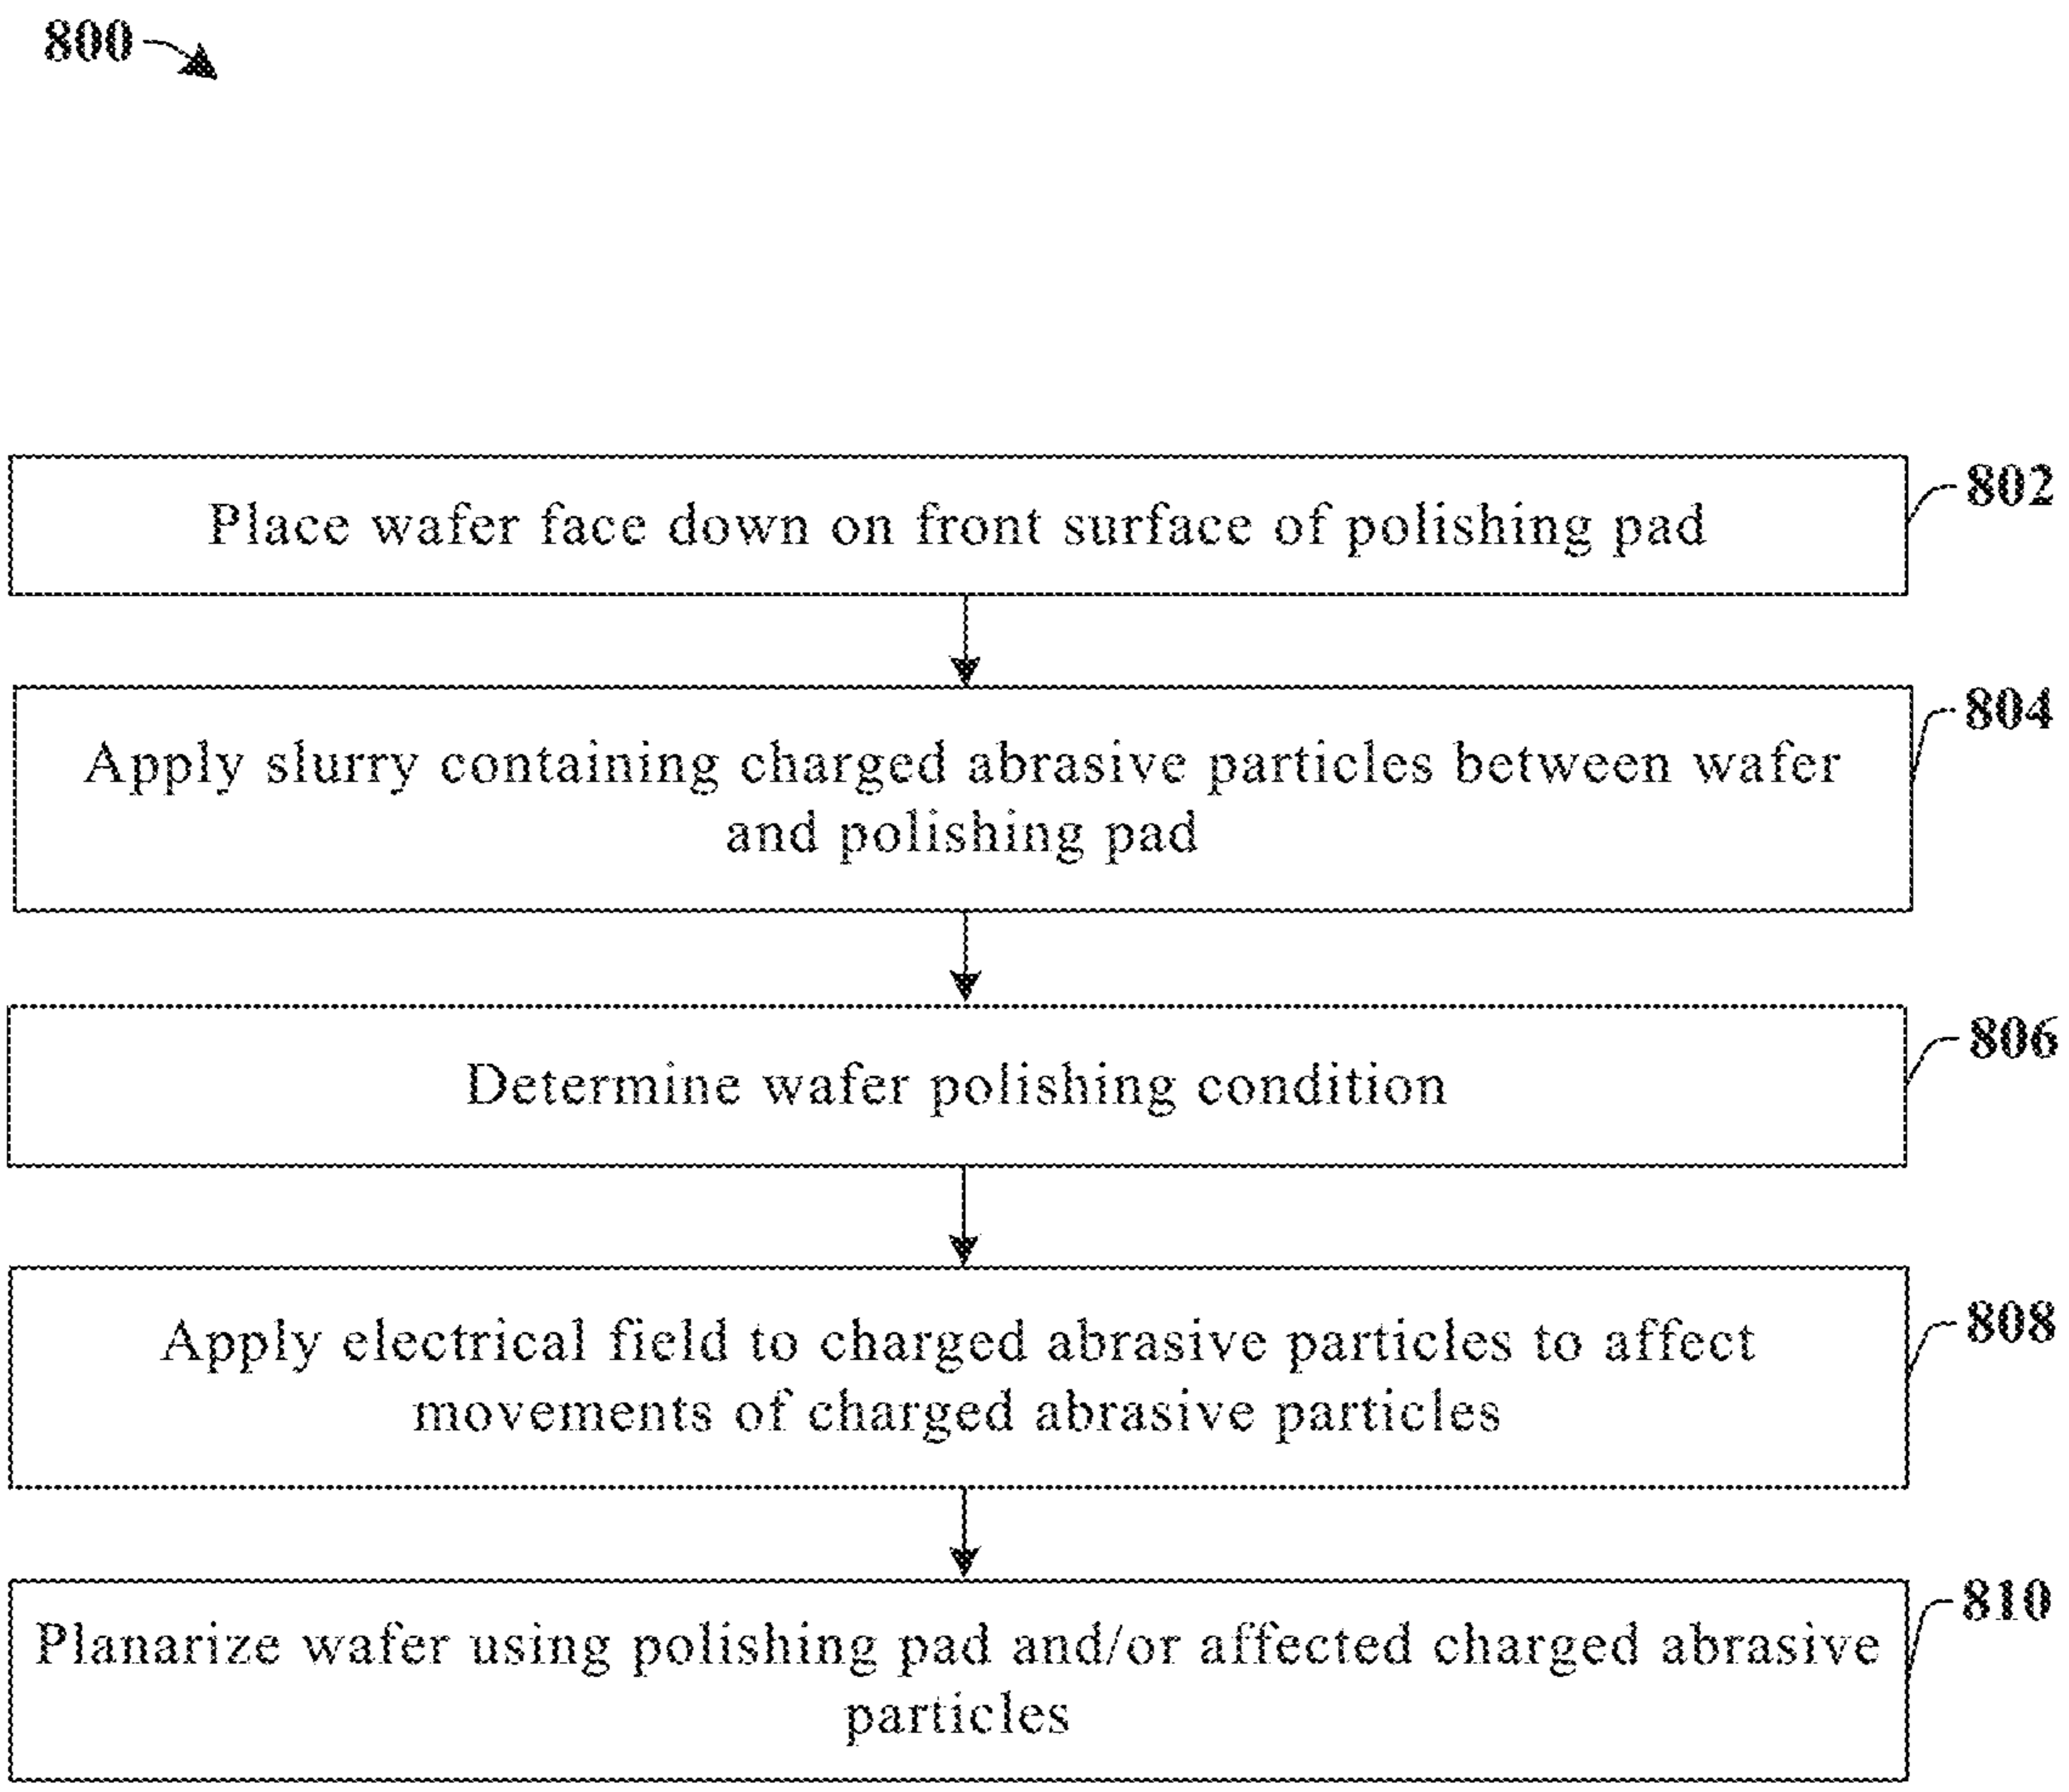 800
802
Place wafer face down on front surface of polishing pad
804
Apply slurry containing charged abrasive particles between wafer
and polishing pad
806
Determine wafer polishing condition
808
Apply electrical field to charged abrasive particles to affect
movements of charged abrasive particles
810
Planarize wafer using polishing pad and/or affected charged abrasive
particles